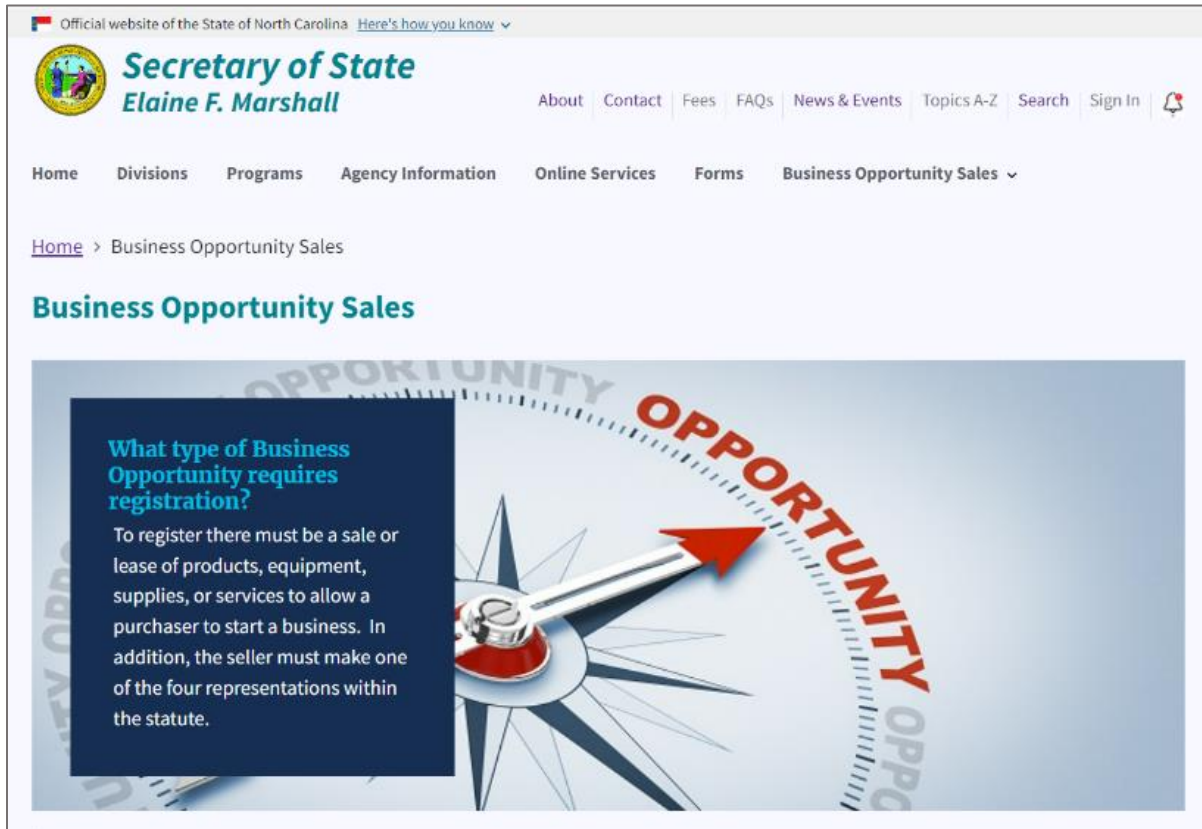 Official website of the State of North Carolina Here's how you know
Secretary of State
Elaine F. Marshall
About Contact Fees FAQs News & Events Topics A-Z Search Sign In
Home Divisions Programs Agency Information Online Services Forms Business Opportunity Sales
Home > Business Opportunity Sales
Business Opportunity Sales
OPPORTUNITY
OPPORTUNITY
What type of Business
Opportunity requires
registration?
To register there must be a sale or
lease of products, equipment,
supplies, or services to allow a
purchaser to start a business. In
addition, the seller must make one
of the four representations within
the statute.